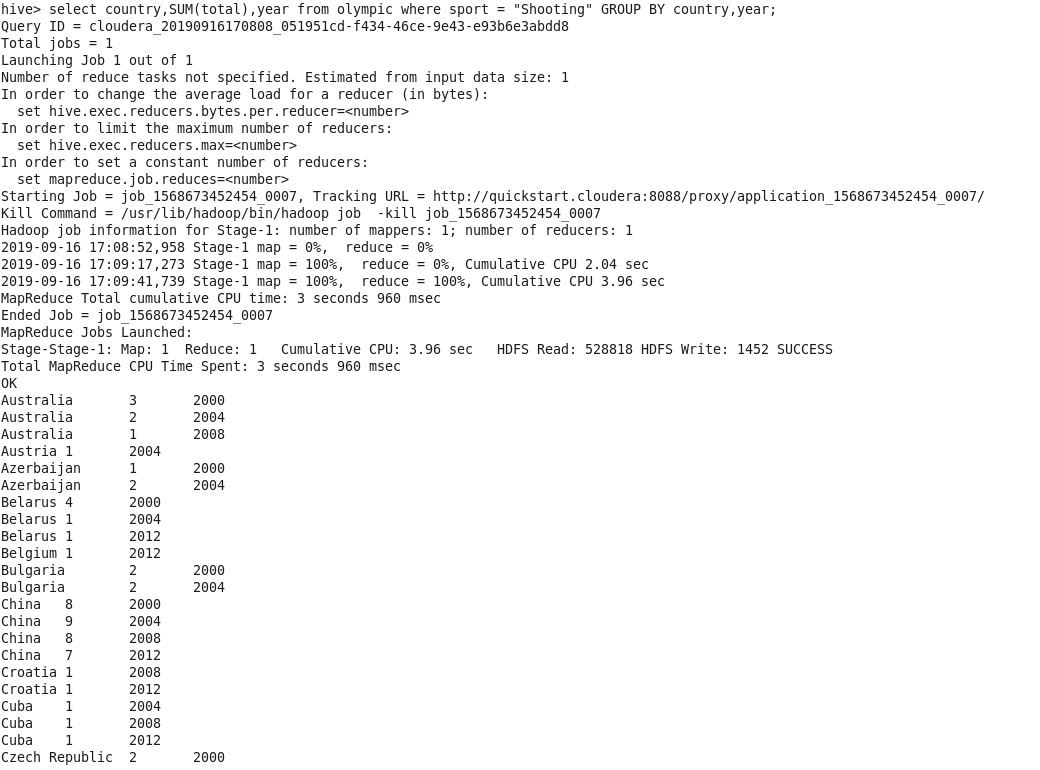 hive> select country,SUM(total),year from olympic where sport = "Shooting" GROUP BY country,year;
Query ID = cloudera_20190916170808_051951cd-f434-46ce-9e43-e93b6e3abdd8
Total jobs = 1
Launching Job 1 out of 1
Number of reduce tasks not specified. Estimated from input data size: 1
In order to change the average load for a reducer (in bytes):
  set hive.exec.reducers.bytes.per.reducer=<number>
In order to limit the maximum number of reducers:
  set hive.exec.reducers.max=<number>
In order to set a constant number of reducers:
  set mapreduce.job.reduces=<number>
Starting Job = job_1568673452454_0007, Tracking URL = http://quickstart.cloudera:8088/proxy/application_1568673452454_0007/
Kill Command = /usr/lib/hadoop/bin/hadoop job  -kill job_1568673452454_0007
Hadoop job information for Stage-1: number of mappers: 1; number of reducers: 1
2019-09-16 17:08:52,958 Stage-1 map = 0%,  reduce = 0%
2019-09-16 17:09:17,273 Stage-1 map = 100%,  reduce = 0%, Cumulative CPU 2.04 sec
2019-09-16 17:09:41,739 Stage-1 map = 100%,  reduce = 100%, Cumulative CPU 3.96 sec
MapReduce Total cumulative CPU time: 3 seconds 960 msec
Ended Job = job_1568673452454_0007
MapReduce Jobs Launched:
Stage-Stage-1: Map: 1  Reduce: 1   Cumulative CPU: 3.96 sec   HDFS Read: 528818 HDFS Write: 1452 SUCCESS
Total MapReduce CPU Time Spent: 3 seconds 960 msec
OK
Australia       3       2000
Australia       2       2004
Australia       1       2008
Austria 1       2004
Azerbaijan      1       2000
Azerbaijan      2       2004
Belarus 4       2000
Belarus 1       2004
Belarus 1       2012
Belgium 1       2012
Bulgaria        2       2000
Bulgaria        2       2004
China   8       2000
China   9       2004
China   8       2008
China   7       2012
Croatia 1       2008
Croatia 1       2012
Cuba    1       2004
Cuba    1       2008
Cuba    1       2012
Czech Republic  2       2000